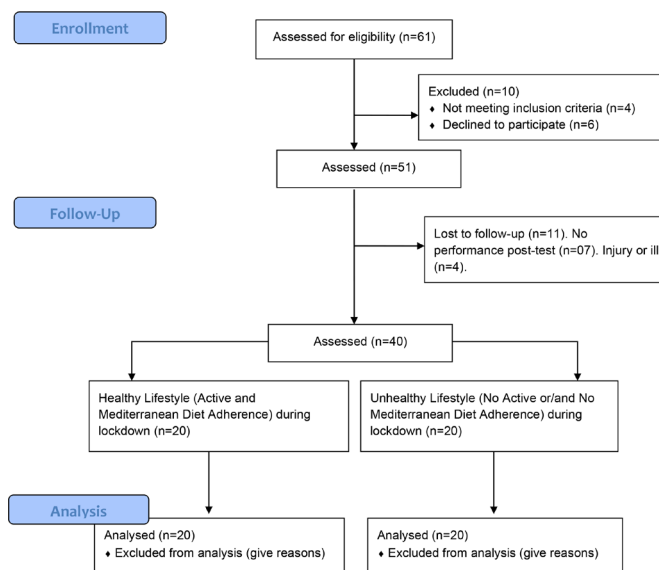 Enrollment
Assessed for eligibility (n=61)
Excluded (n=10)
♦ Not meeting inclusion criteria (n=4)
♦ Declined to participate (n=6)
Assessed (n=51)
Follow-Up
Lost to follow-up (n=11). No
performance post-test (n=07). Injury or ill
(n=4).
Assessed (n=40)
Healthy Lifestyle (Active and
Mediterranean Diet Adherence) during
lockdown (n=20)
Unhealthy Lifestyle (No Active or/and No
Mediterranean Diet Adherence) during
lockdown (n=20)
Analysis
Analysed (n=20)
♦ Excluded from analysis (give reasons)
Analysed (n=20)
♦ Excluded from analysis (give reasons)